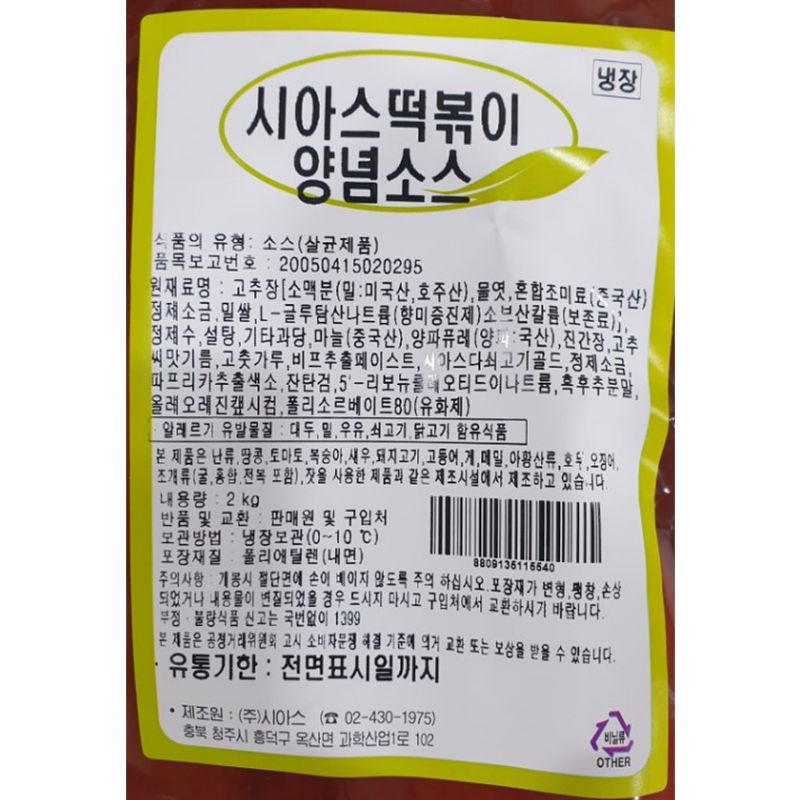 냉장
시아스떡볶이
양념소스
식품의 유형: 소스(살균제품)
품목보고번호 : 20050415020295
원재료명 : 고추장[소맥분(밀:미국산,호주산),물엿,혼합조미료(중국산)
정제소금,밀쌀,L-글루탐산나트륨(향미증진제)소브산칼륨(보존료)],
정제수,설탕,기타과당,마늘(중국산),양파퓨레(양파:국산),진간장,고추
씨맛기름,고춧가루,비프추출페이스트,시아스다쇠고기골드,정제소금,
파프리카추출색소,잔탄검,5'-리보뉴클레오티드이나트륨,흑후추분말,
올레오레진캪시컴,폴리소르베이트80(유화제)
· 알레르기 유발물질 : 대두,밀,우유,쇠고기,닭고기 함유식품
본 제품은 난류,땅콩,토마토,복숭아,새우,돼지고기,고등어,게,메밀,아황산류,호두,오징어,
조개류(굴,홍합,전복 포함),잣을 사용한 제품과 같은 제조시설에서 제조하고 있습니다.
내용량 : 2 kg
반품 및 교환 : 판매원 및 구입처
보관방법 : 냉장보관(0~10 ℃)
포장재질 : 폴리에틸렌(내면)
8809135115540
주의사항 : 개봉시 절단면에 손이 베이지 않도록 주의 하십시오.포장재가 변형,팽창,손상
되었거나 내용물이 변질되었을 경우 드시지 마시고 구입처에서 교환하시가 바랍니다.
부정·불량식품 신고는 국번없이 1399
본 제품은 공정거래위원회 고시 소비자분쟁 해결 기준에 의거 교환 또는 보상을 받을 수 있습니다.
· 유통기한 : 전면표시일까지
• 제조원 : (주)시아스 (☎ 02-430-1975)
충북 청주시 흥덕구 옥산면 과학산업1로 102
비닐류
OTHER